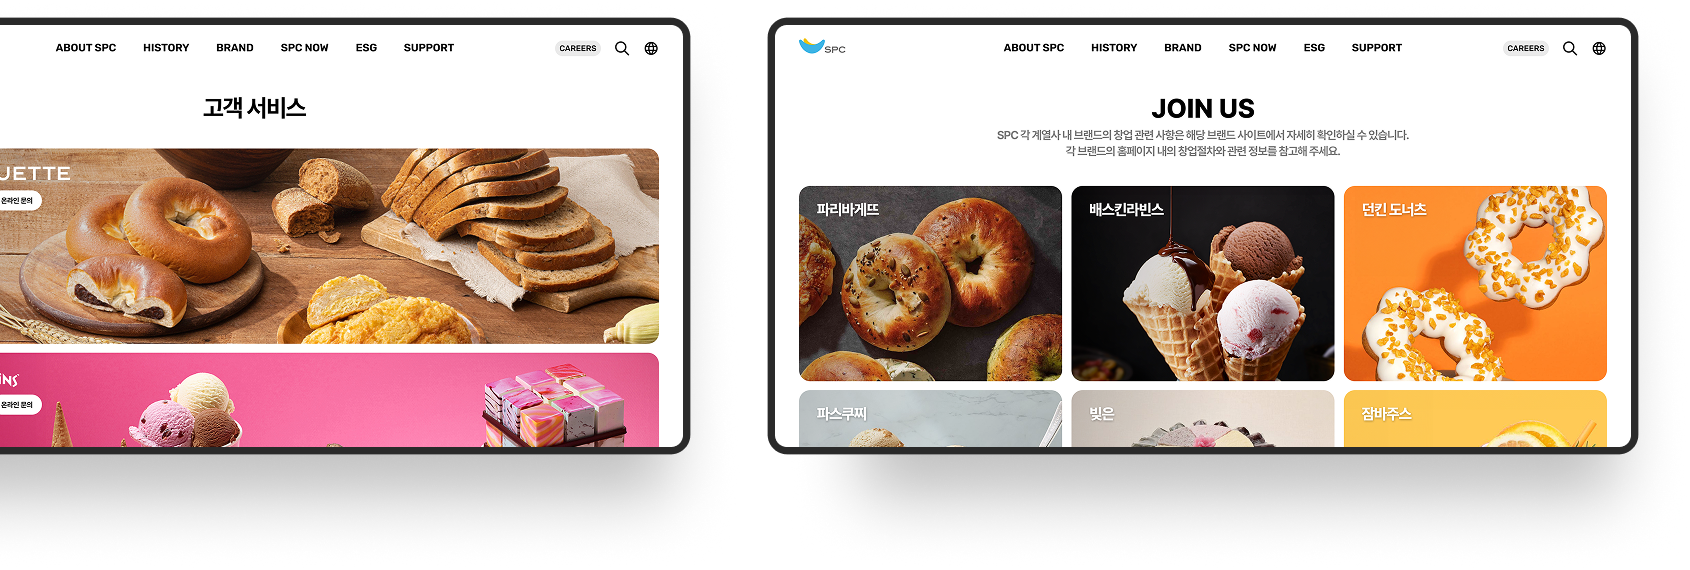 ABOUT SPC HISTORY BRAND SPC NOW ESG SUPPORT CAREERS
고객 서비스
UETTE
온라인 문의
온라인 문의
SPC ABOUT SPC HISTORY BRAND SPC NOW ESG SUPPORT CAREERS
JOIN US
SPC 각 계열사 내 브랜드의 창업 관련 사항은 해당 브랜드 사이트에서 자세히 확인하실 수 있습니다.
각 브랜드의 홈페이지 내의 창업절차와 관련 정보를 참고해 주세요.
파리바게뜨 배스킨라빈스 던킨 도너츠
파스쿠찌 빚은 잠바주스